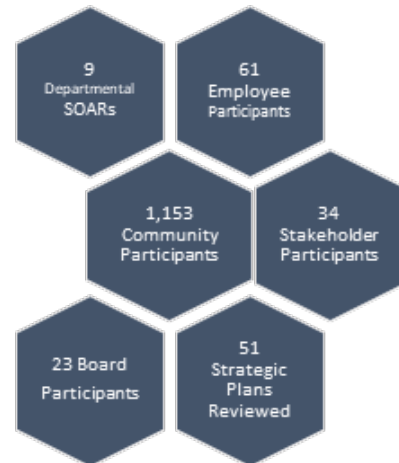 9
Departmental
SOARs
61
Employee
Participants
1,153
Community
Participants
34
Stakeholder
Participants
23 Board
Participants
51
Strategic
Plans
Reviewed